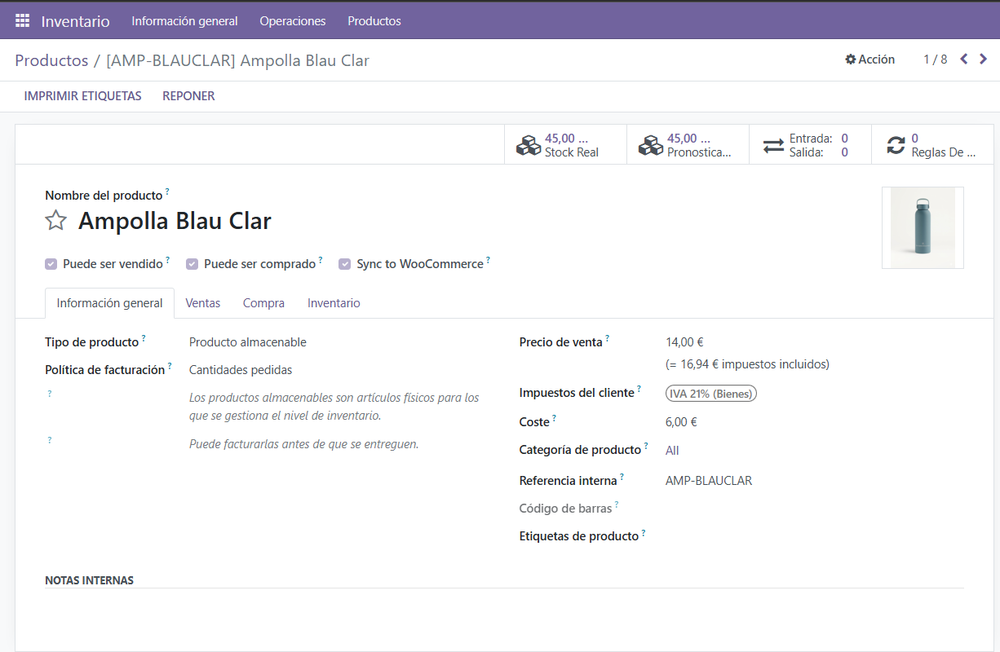 Inventario Información general Operaciones Productos
Productos / [AMP-BLAUCLAR] Ampolla Blau Clar Acción 1 / 8
IMPRIMIR ETIQUETAS REPONER
45,00 ... 45,00 ... Entrada: 0 0
Stock Real Pronostica... Salida: 0 Reglas De ...
Nombre del producto ?
Ampolla Blau Clar
Puede ser vendido ? Puede ser comprado ? Sync to WooCommerce ?
Información general Ventas Compra Inventario
Tipo de producto ? Producto almacenable
Política de facturación ? Cantidades pedidas
? Los productos almacenables son artículos físicos para los
que se gestiona el nivel de inventario.
? Puede facturarlas antes de que se entreguen.
Precio de venta ? 14,00 €
(= 16,94 € impuestos incluidos)
Impuestos del cliente ? IVA 21% (Bienes)
Coste ? 6,00 €
Categoría de producto ? All
Referencia interna ? AMP-BLAUCLAR
Código de barras ?
Etiquetas de producto ?
NOTAS INTERNAS